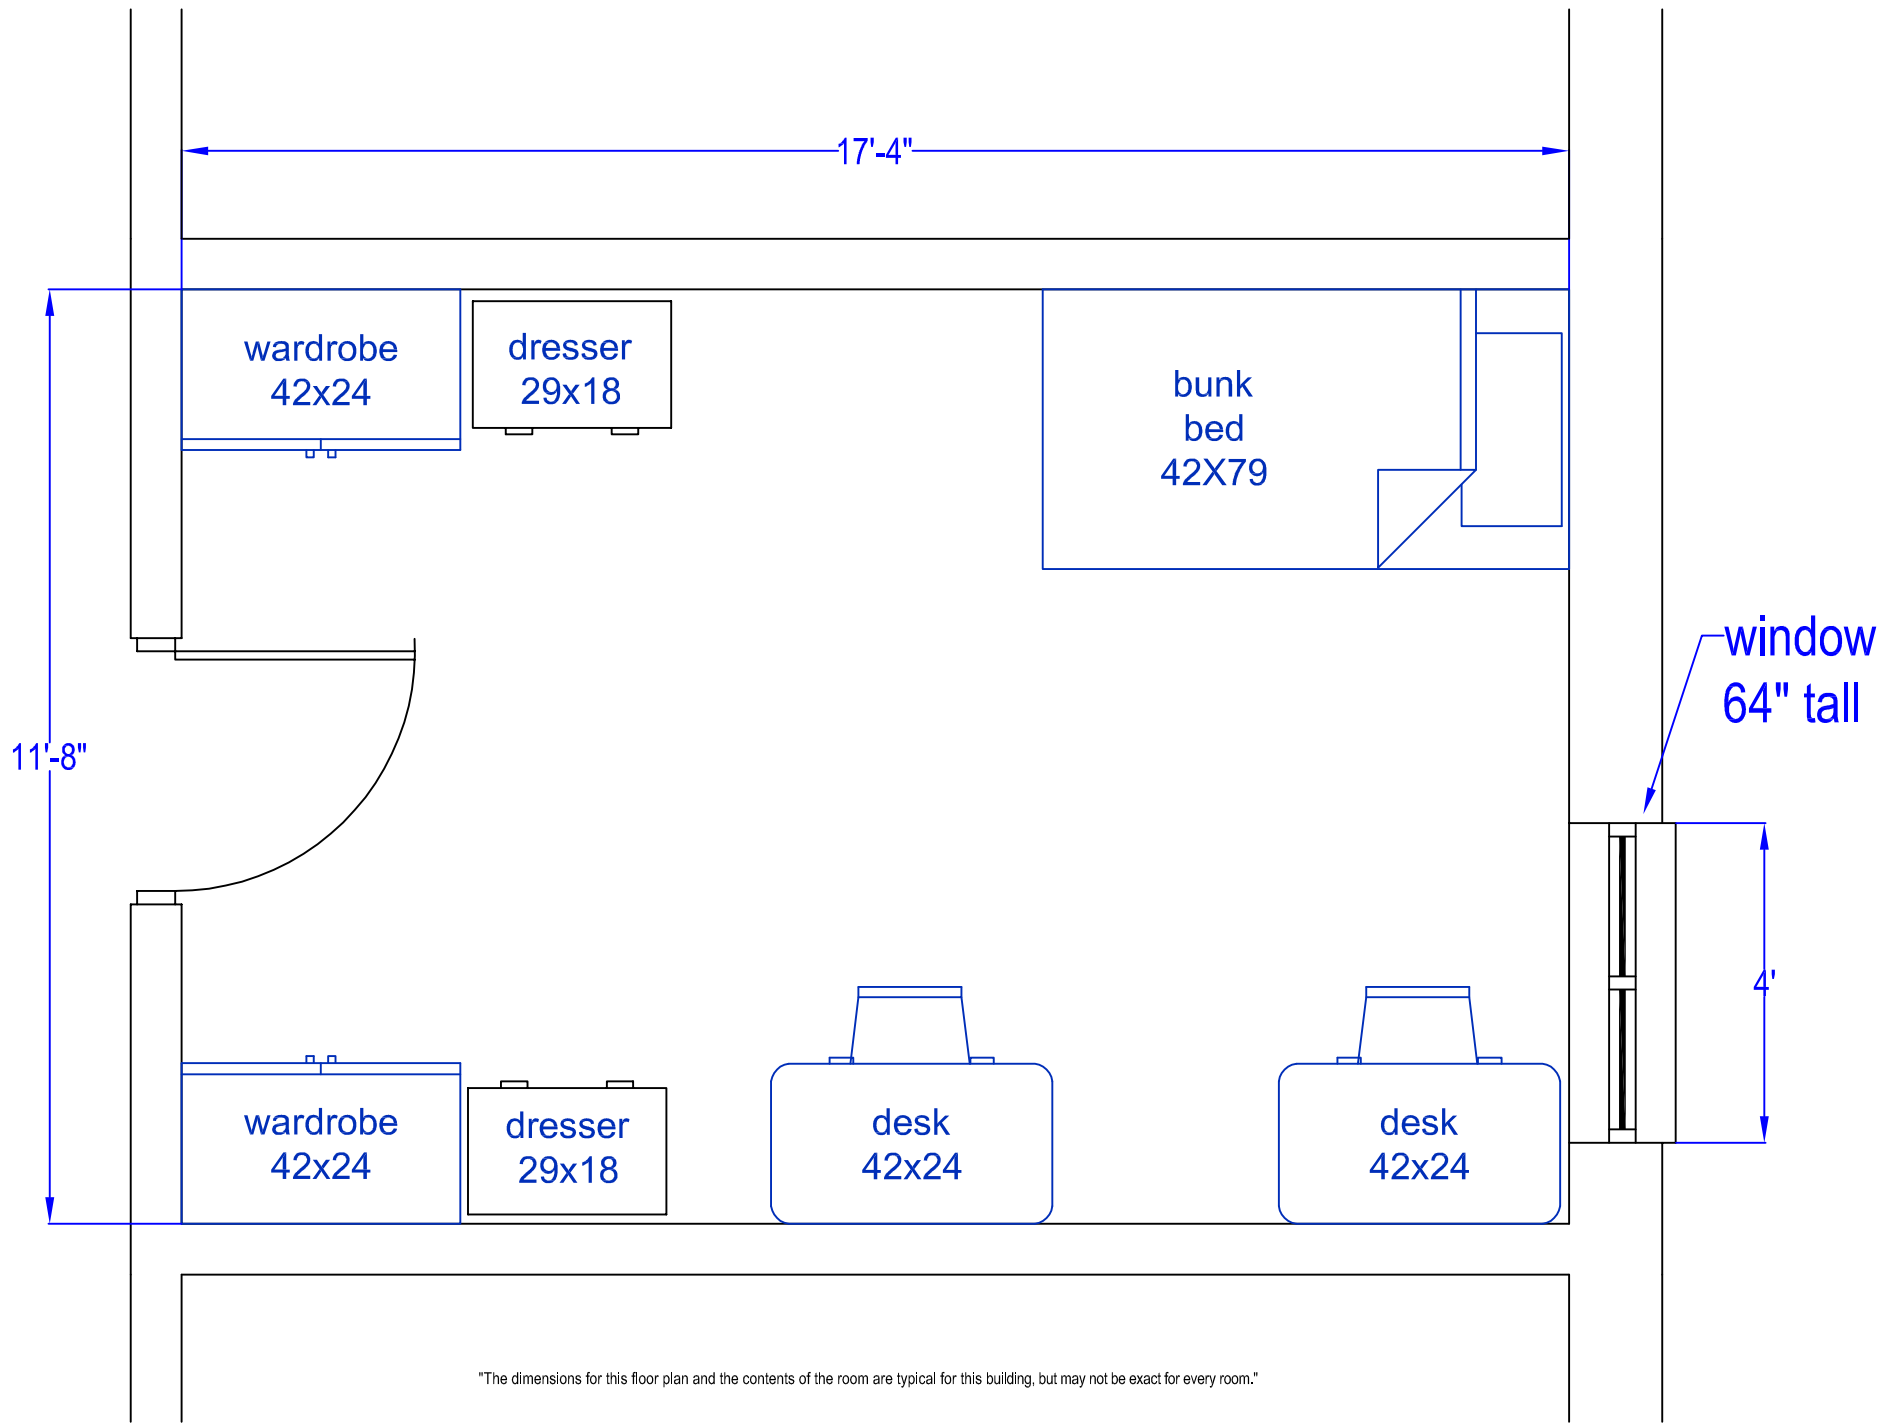 17'-4"
wardrobe
42x24
dresser
29x18
bunk
bed
42X79
window
64" tall
11'-8"
4'
wardrobe
42x24
dresser
29x18
desk
42x24
desk
42x24
"The dimensions for this floor plan and the contents of the room are typical for this building, but may not be exact for every room."